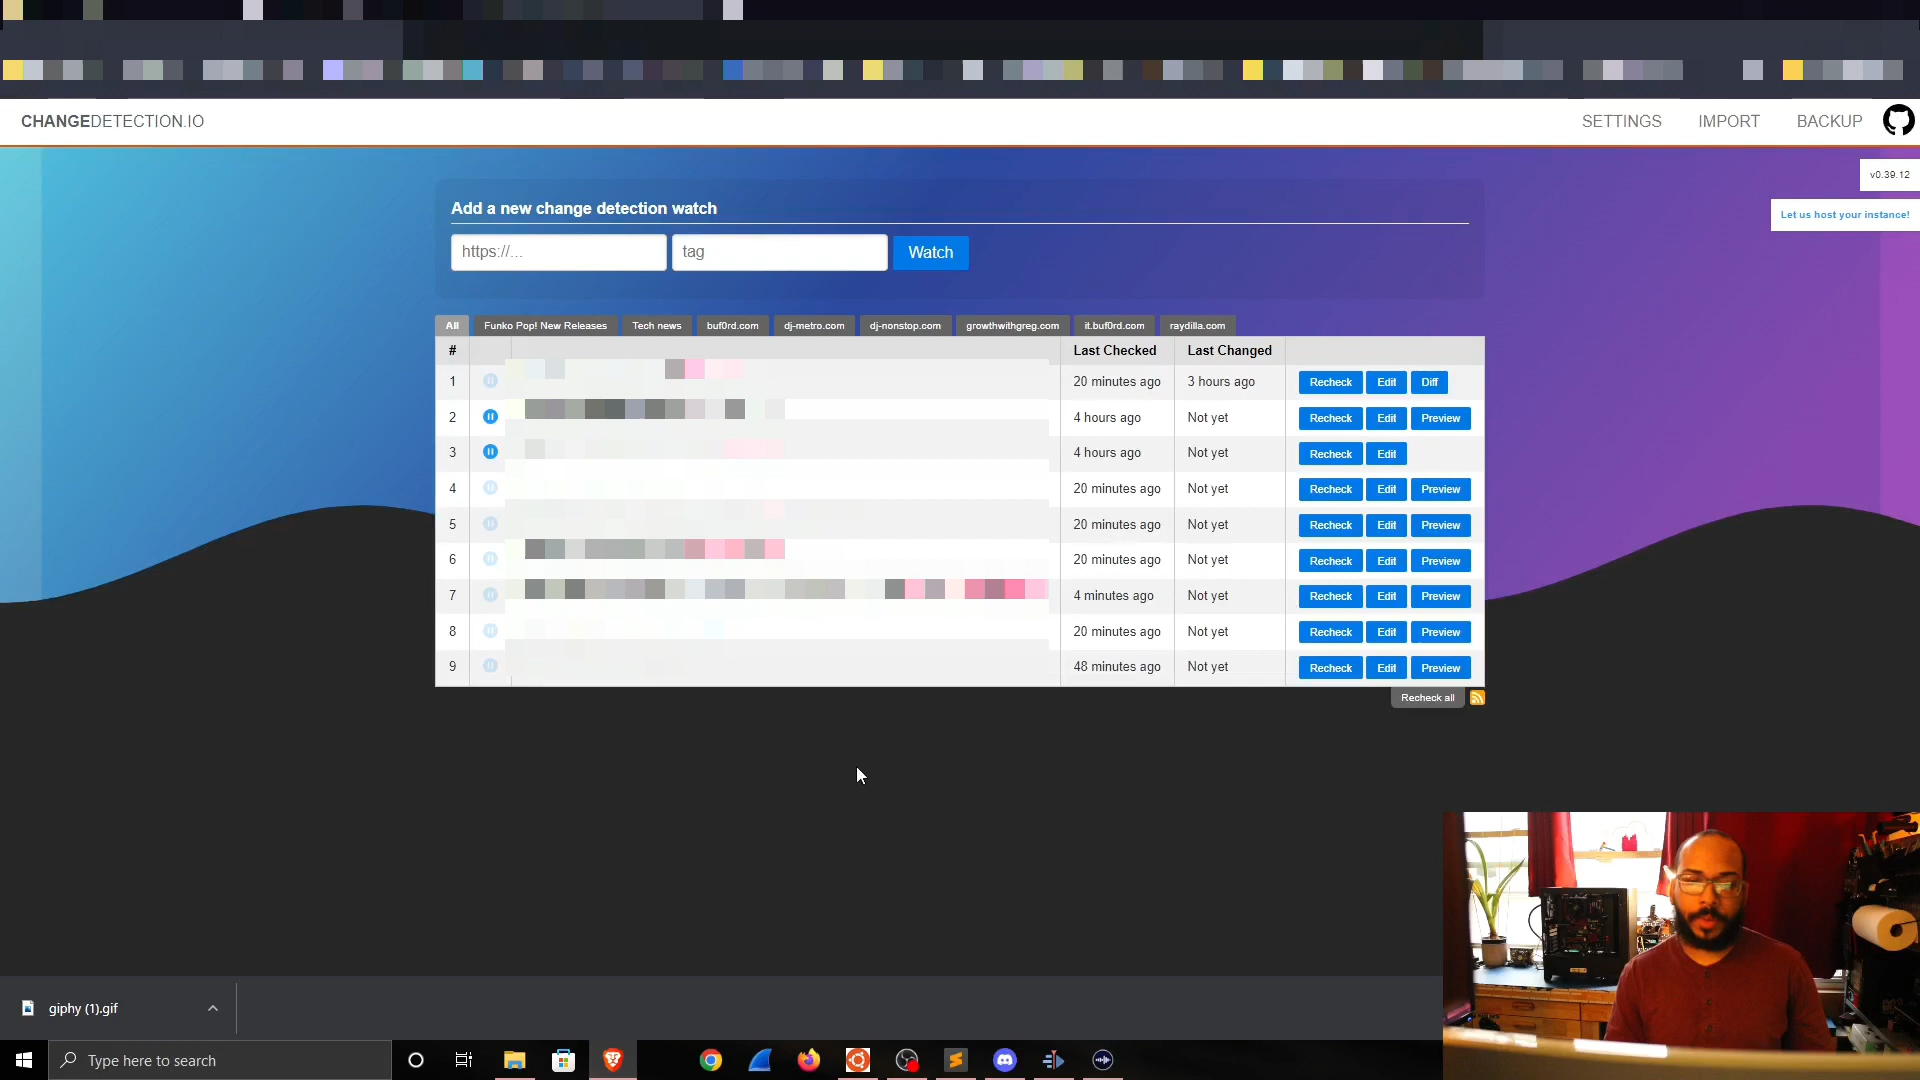 CHANGEDETECTION.IO
SETTINGS
IMPORT
BACKUP
v0.39.12
Let us host your instance!
Add a new change detection watch
https://...
tag
Watch
All
Funko Pop! New Releases
Tech news
buf0rd.com
dj-metro.com
dj-nonstop.com
growthwithgreg.com
it.buf0rd.com
raydilla.com
# Last Checked Last Changed
1 20 minutes ago 3 hours ago Recheck Edit Diff
2 4 hours ago Not yet Recheck Edit Preview
3 4 hours ago Not yet Recheck Edit
4 20 minutes ago Not yet Recheck Edit Preview
5 20 minutes ago Not yet Recheck Edit Preview
6 20 minutes ago Not yet Recheck Edit Preview
7 4 minutes ago Not yet Recheck Edit Preview
8 20 minutes ago Not yet Recheck Edit Preview
9 48 minutes ago Not yet Recheck Edit Preview
Recheck all
giphy (1).gif
Type here to search